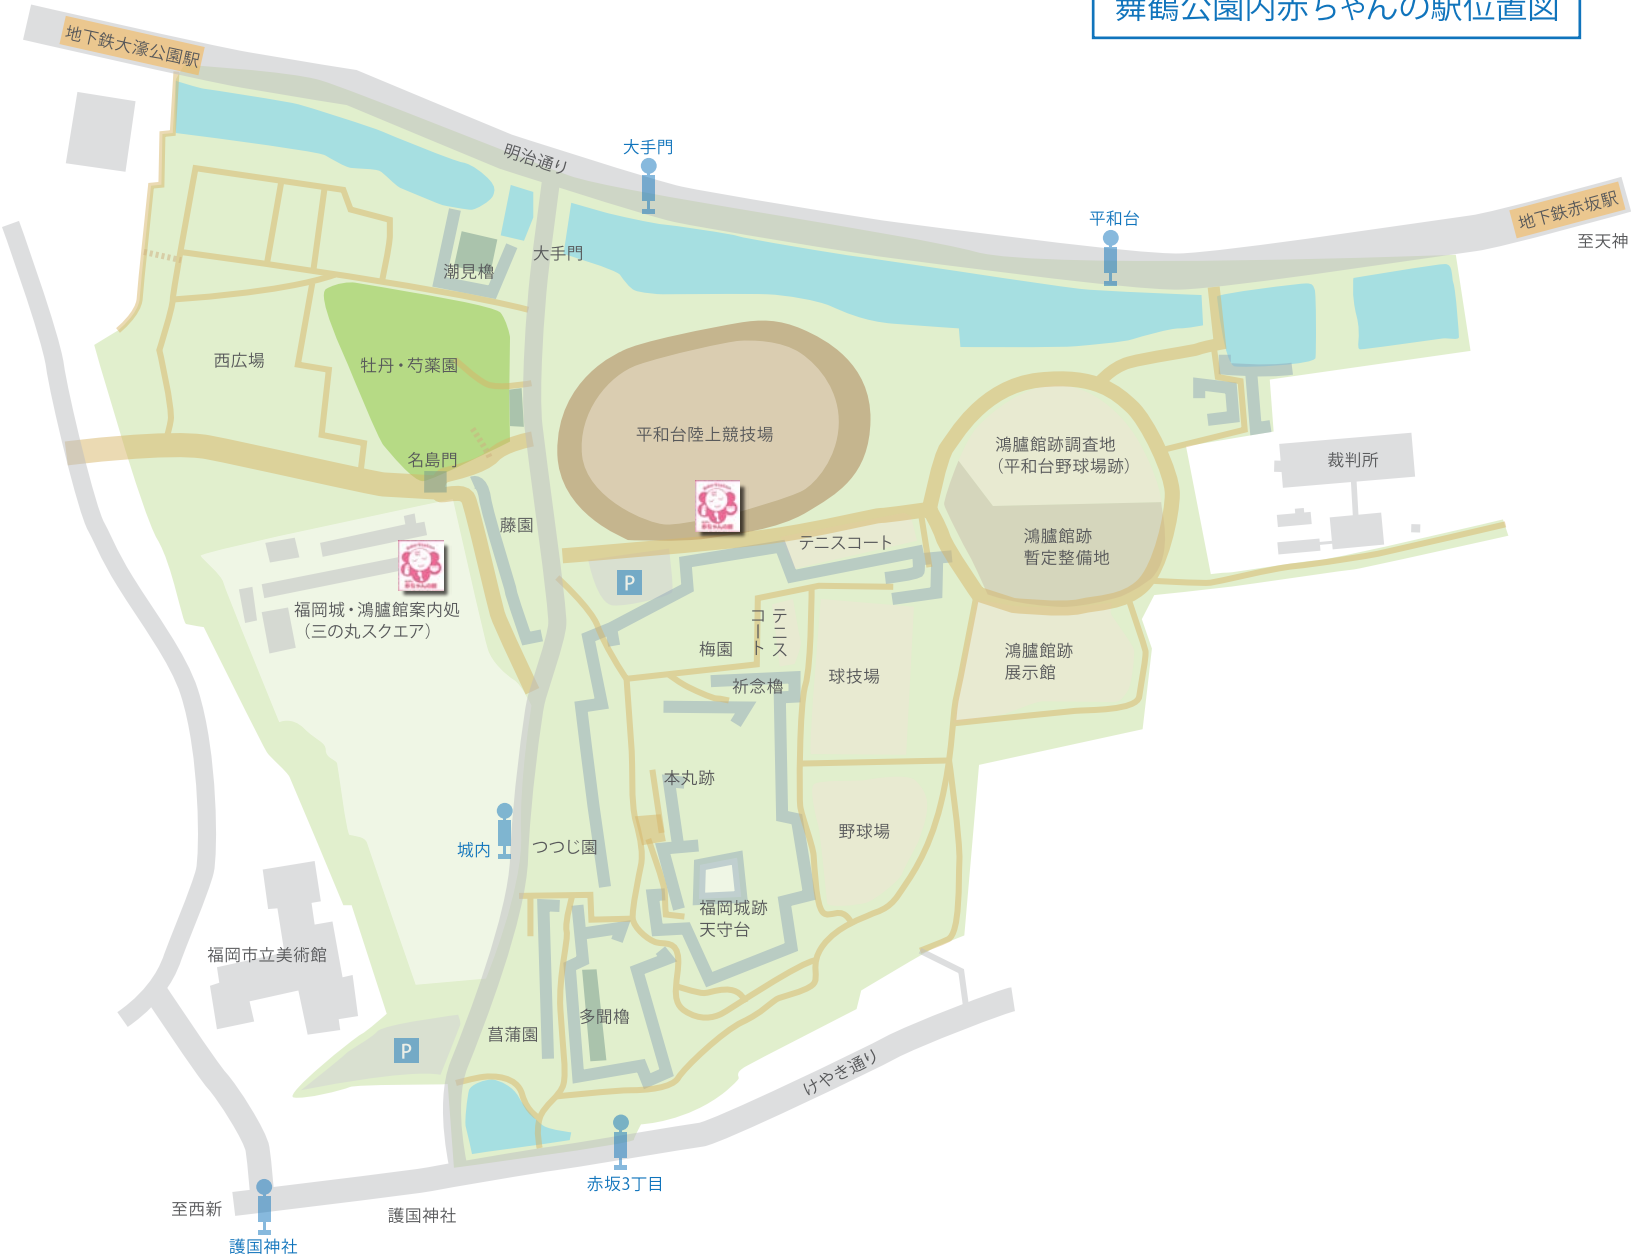 舞鶴公園内赤ちゃんの駅位置図
地下鉄大濠公園駅
明治通り
大手門
平和台
地下鉄赤坂駅
至天神
大手門
潮見櫓
西広場
牡丹・芍薬園
平和台陸上競技場
名島門
鴻臚館跡調査地
（平和台野球場跡）
裁判所
藤園
テニスコート
鴻臚館跡
暫定整備地
P
福岡城・鴻臚館案内処
（三の丸スクエア）
テニス
コート
梅園
祈念櫓
球技場
鴻臚館跡
展示館
本丸跡
城内
つつじ園
野球場
福岡城跡
天守台
福岡市立美術館
多聞櫓
菖蒲園
P
けやき通り
赤坂3丁目
至西新
護国神社
護国神社